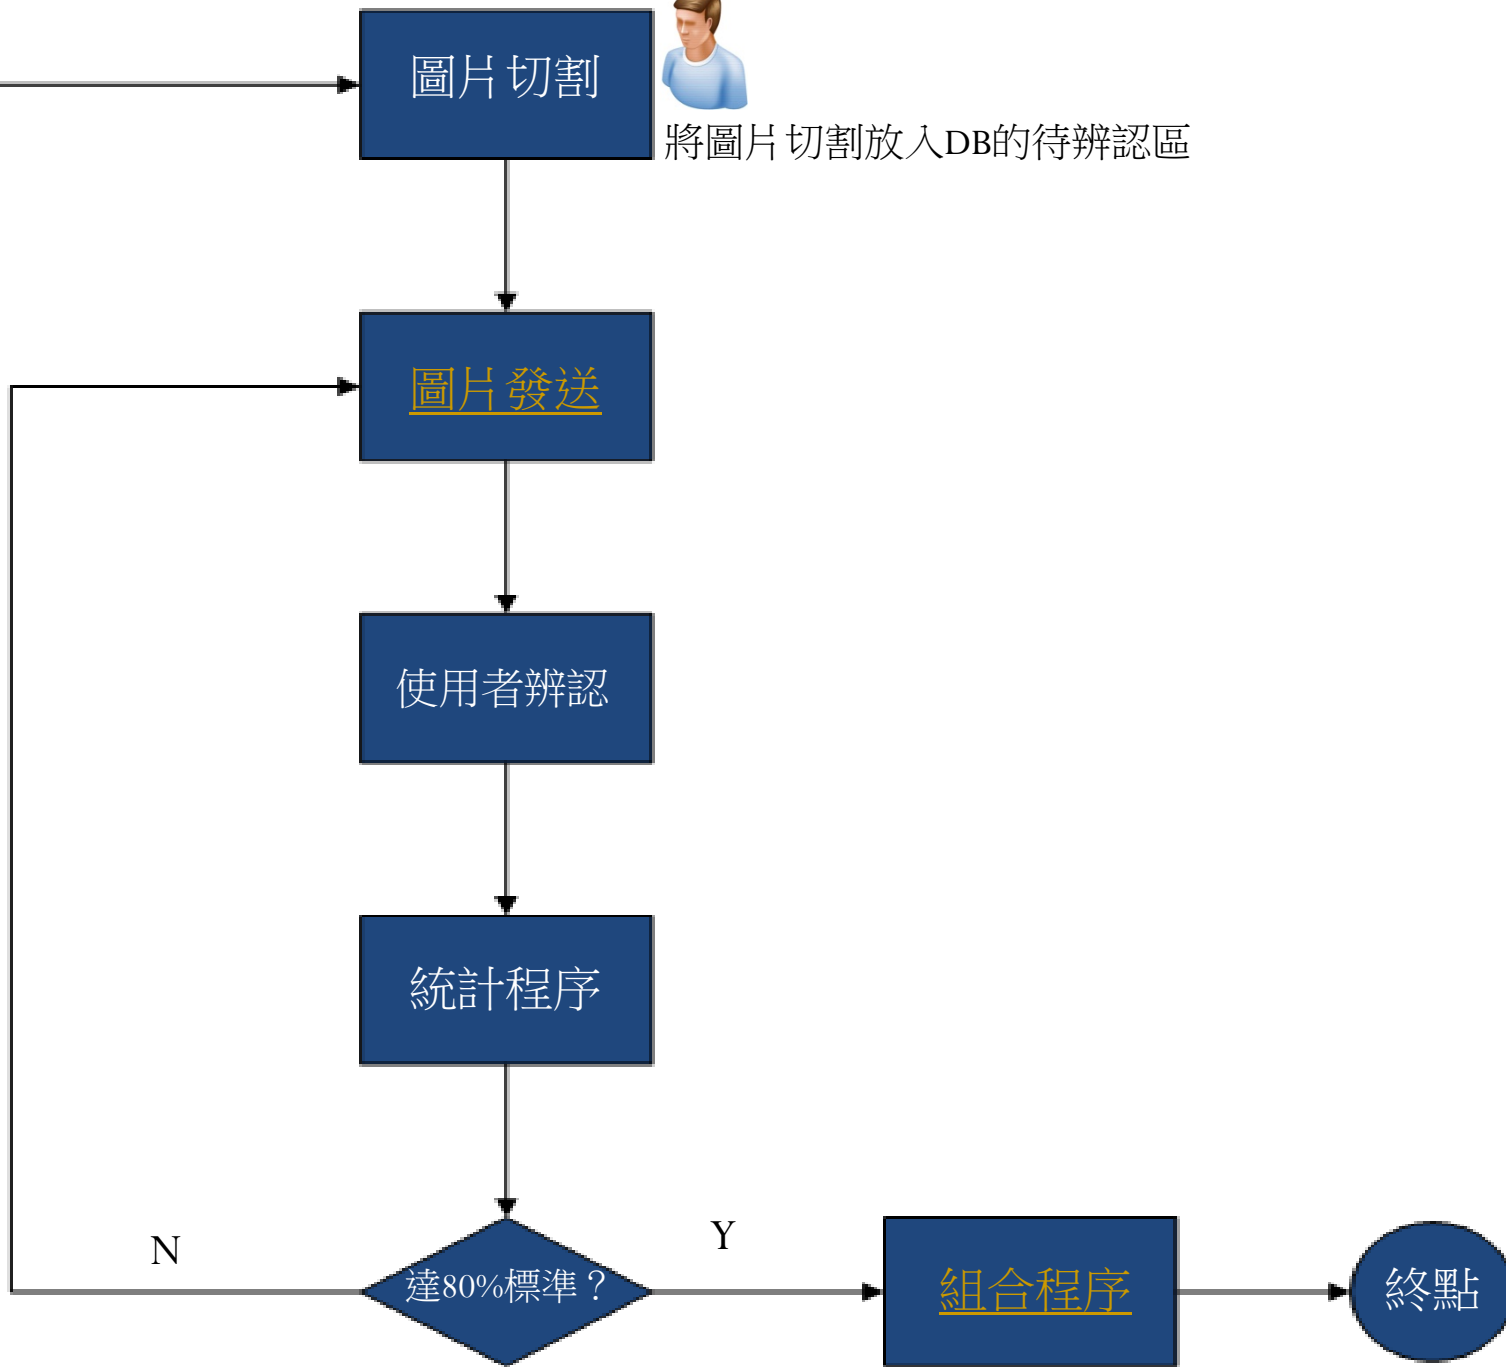 圖片切割
將圖片切割放入DB的待辨認區
圖片發送
使用者辨認
統計程序
達80%標準？
N
Y
組合程序
終點